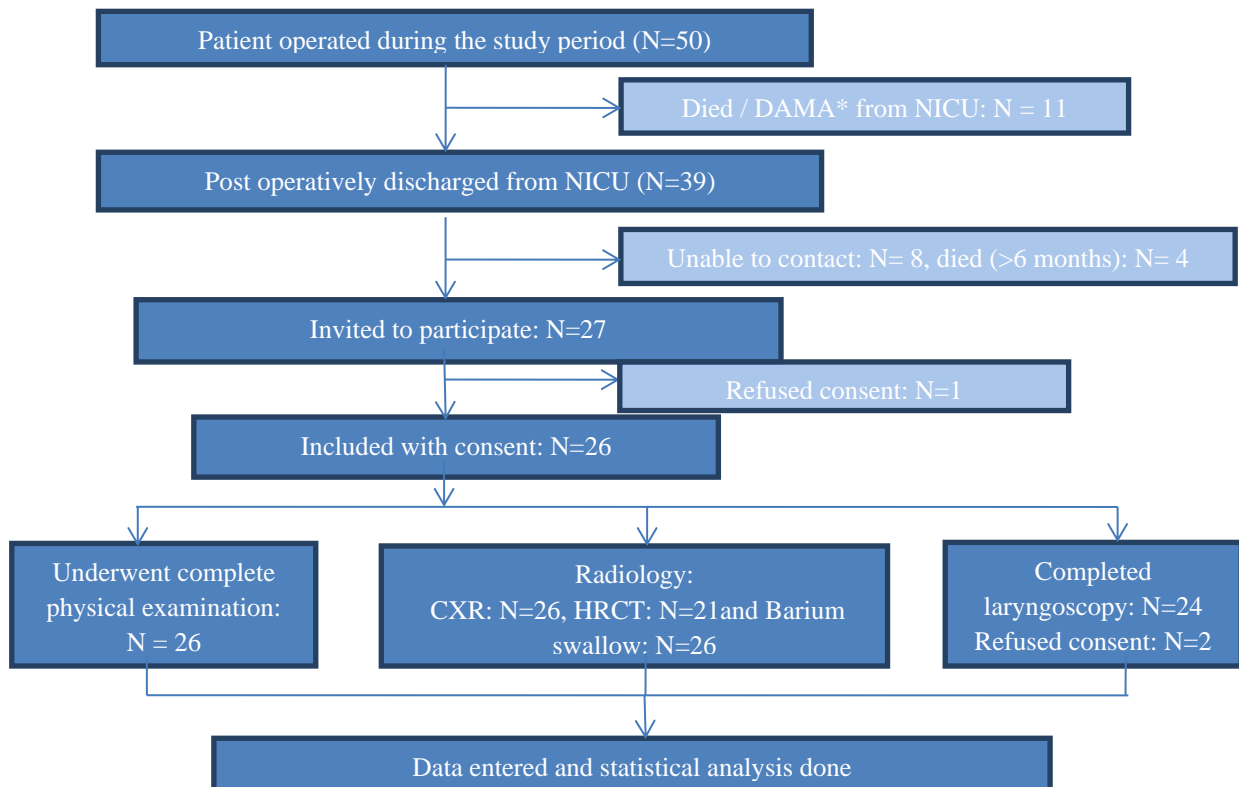 Patient operated during the study period (N=50)
Died / DAMA* from NICU: N = 11
Post operatively discharged from NICU (N=39)
Unable to contact: N= 8, died (>6 months): N= 4
Invited to participate: N=27
Refused consent: N=1
Included with consent: N=26
Underwent complete
physical examination:
N = 26
Radiology:
CXR: N=26, HRCT: N=21and Barium
swallow: N=26
Completed
laryngoscopy: N=24
Refused consent: N=2
Data entered and statistical analysis done